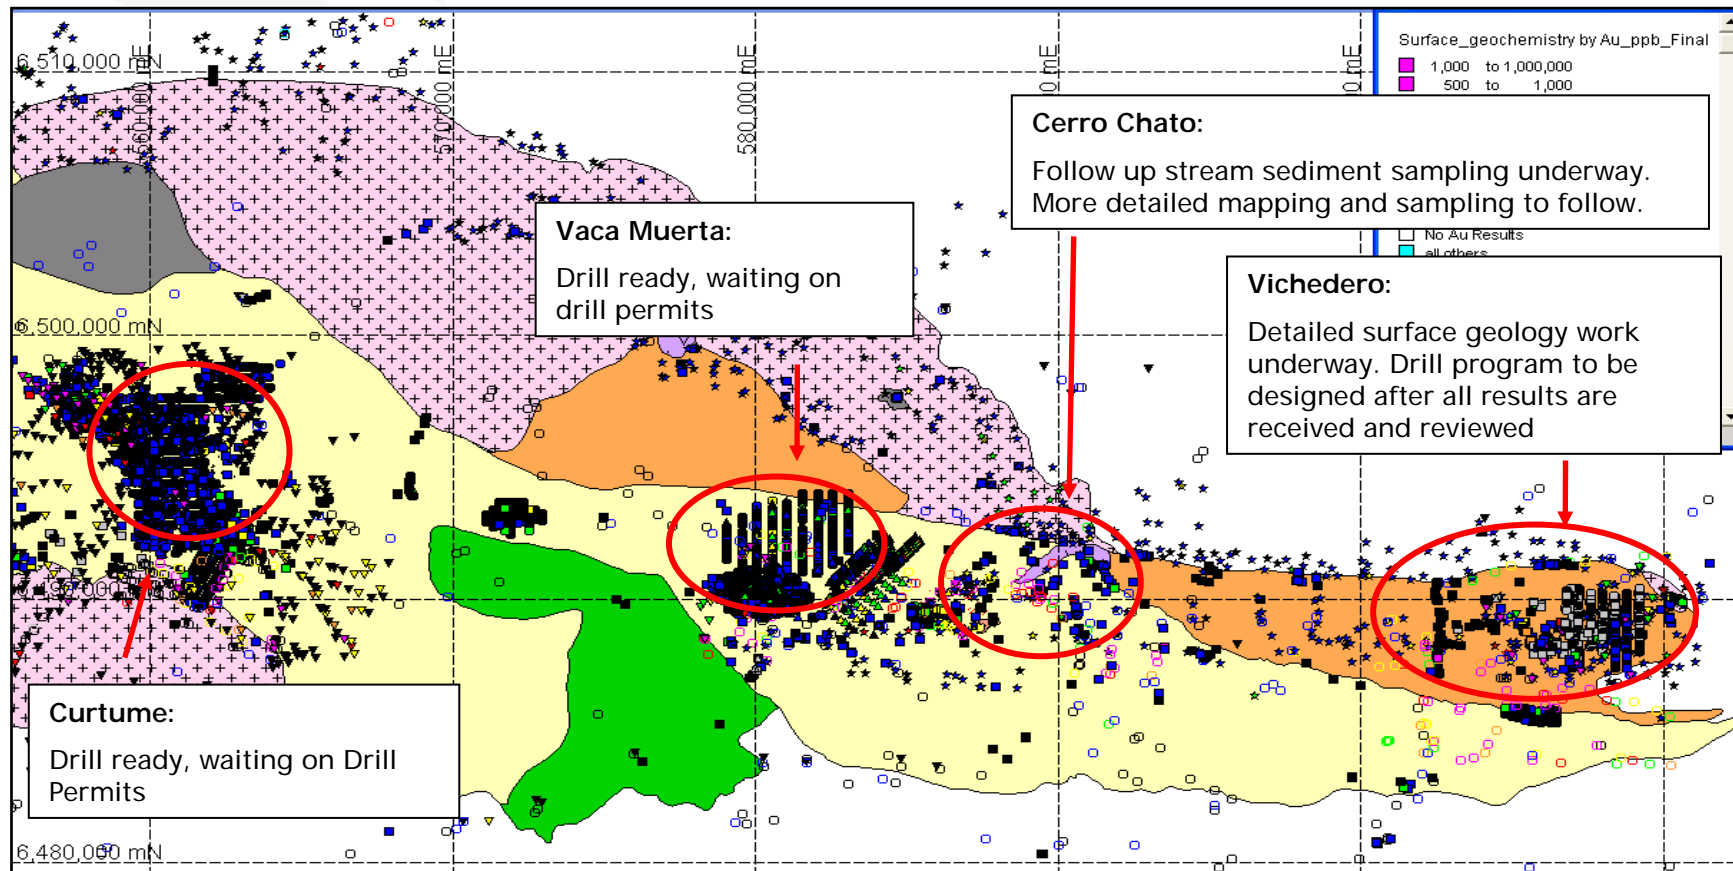 6,510,000 mN
560,000 mE
570,000 mE
580,000 mE
mE
mE
Surface_geochemistry by Au_ppb_Final
1,000 to 1,000,000
500 to 1,000
No Au Results
all others
Cerro Chato:
Follow up stream sediment sampling underway.
More detailed mapping and sampling to follow.
Vaca Muerta:
Drill ready, waiting on
drill permits
Vichedero:
Detailed surface geology work
underway. Drill program to be
designed after all results are
received and reviewed
6,500,000 mN
6,490,000 mN
Curtume:
Drill ready, waiting on Drill
Permits
6,480,000 mN